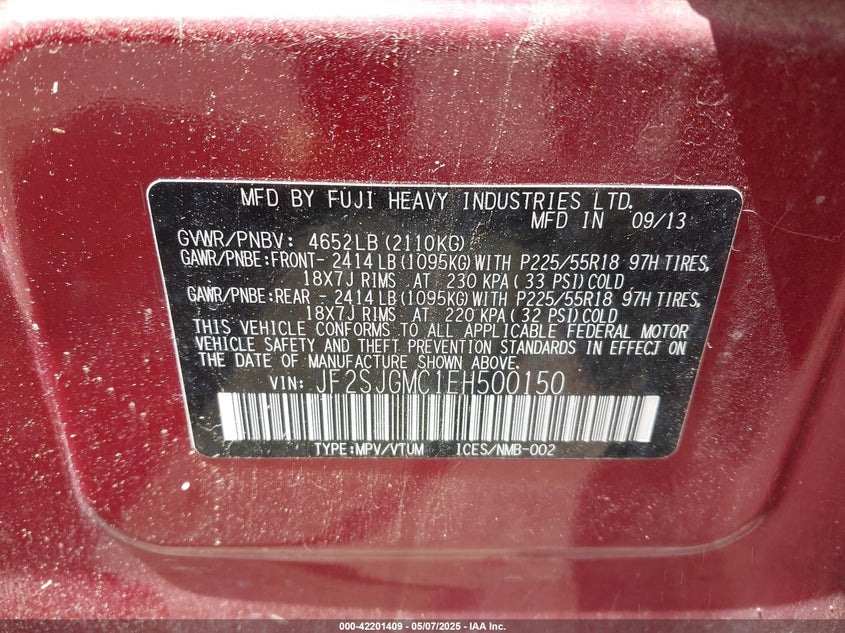 MFD BY FUJI HEAVY INDUSTRIES LTD.
MFD IN 09/13
GVWR/PNBV: 4652LB (2110KG)
GAWR/PNBE:FRONT- 2414LB (1095KG) WITH P225/55R18 97H TIRES,
18X7J RIMS AT 230 KPA (33 PSI) COLD
GAWR/PNBE:REAR - 2414LB (1095KG) WITH P225/55R18 97H TIRES,
18X7J RIMS AT 220 KPA (32 PSI) COLD
THIS VEHICLE CONFORMS TO ALL APPLICABLE FEDERAL MOTOR
VEHICLE SAFETY AND THEFT PREVENTION STANDARDS IN EFFECT ON
THE DATE OF MANUFACTURE SHOWN ABOVE.
VIN: JF2SJGMC1EH500150
TYPE:MPV/VTUM ICES/NMB-002
000-42201409 - 05/07/2025 - IAA Inc.